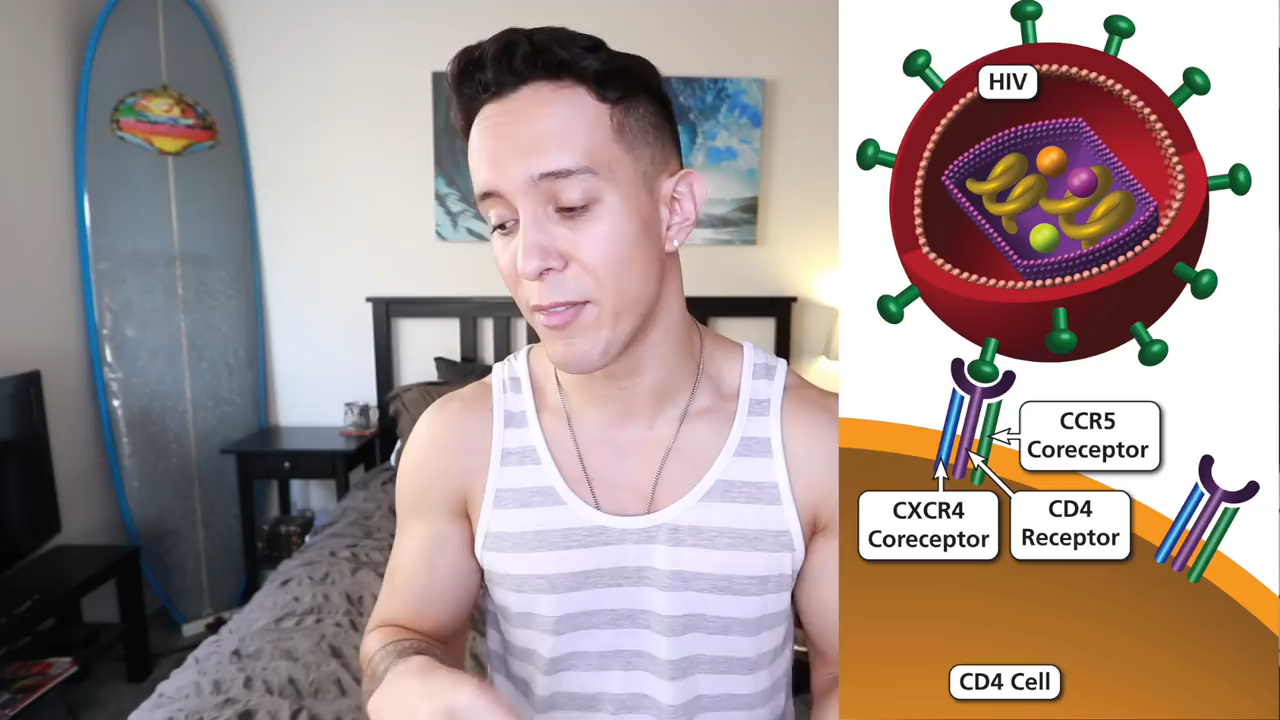 HIV
CCR5
Coreceptor
CXCR4
Coreceptor
CD4
Receptor
CD4 Cell